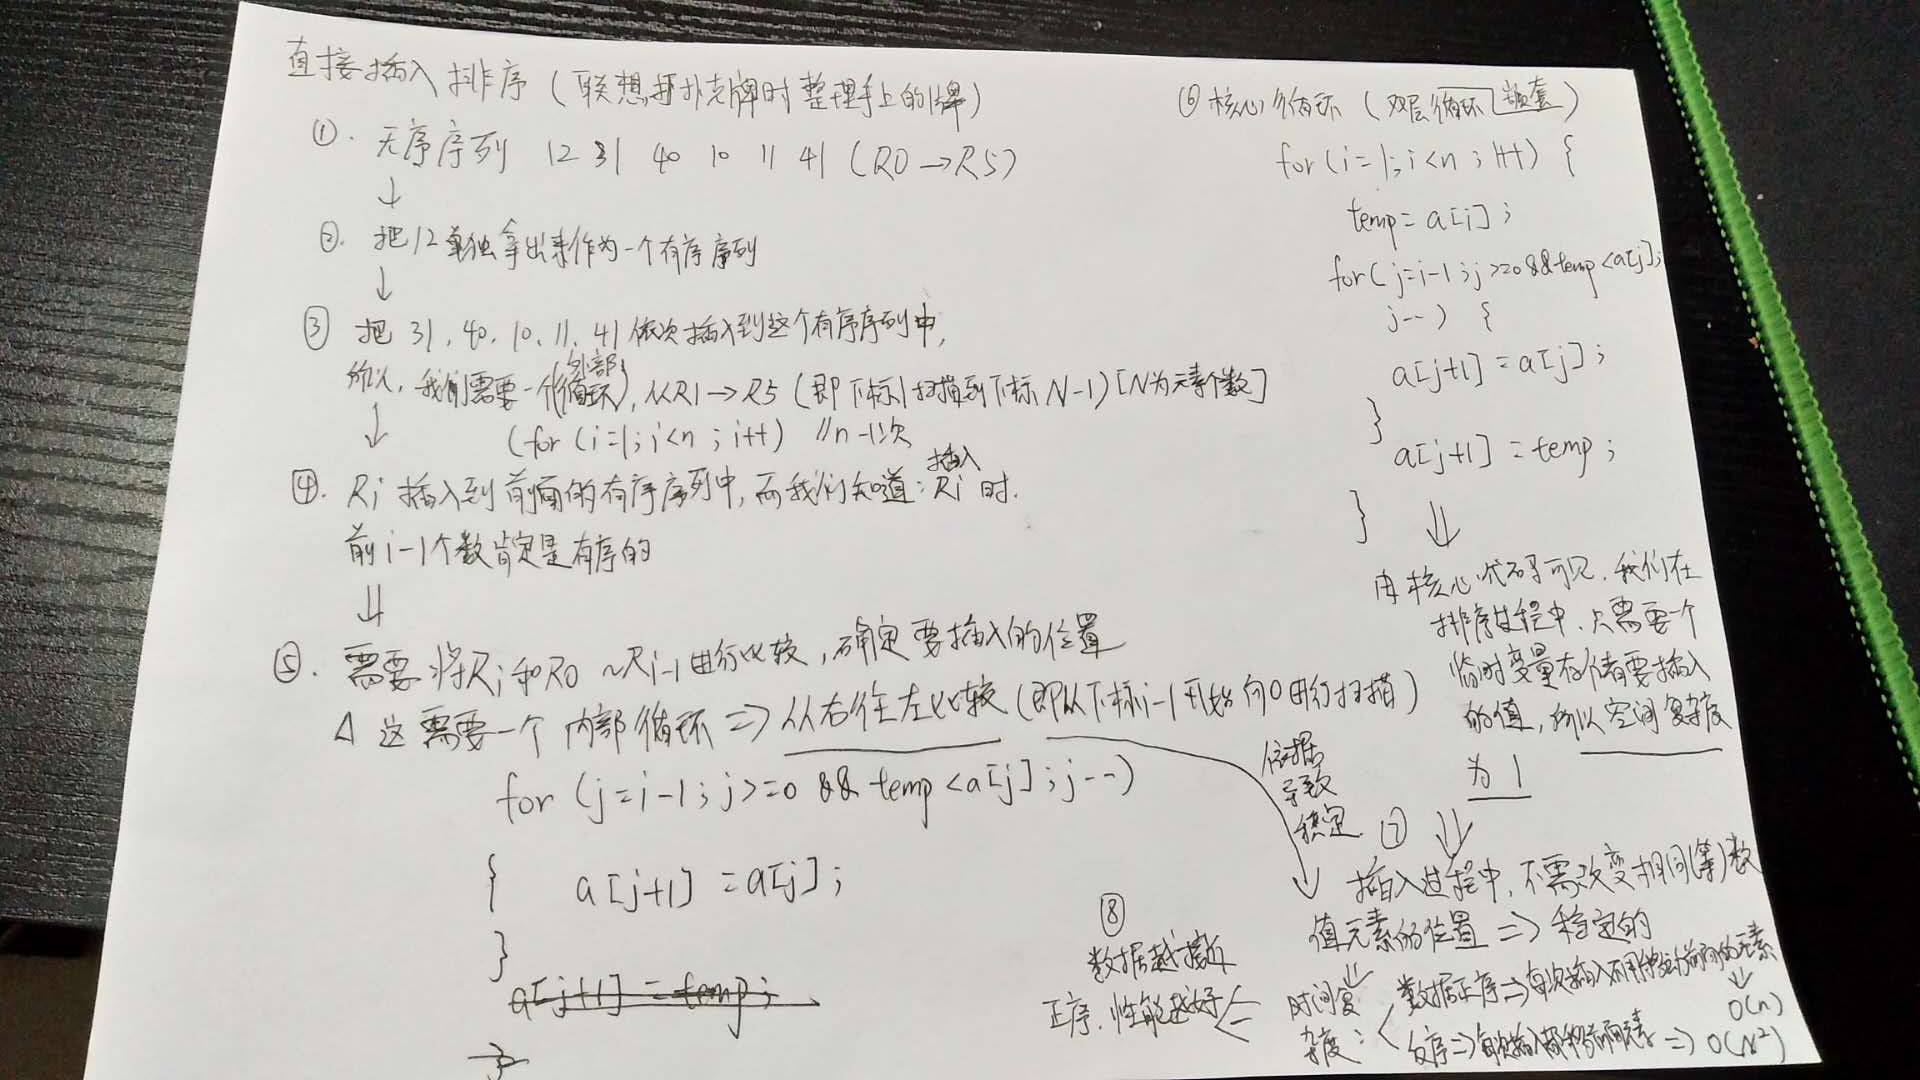 直接插入排序（联想打扑克牌时整理手上的牌）
①. 无序序列 12 31 40 10 11 41 (R0→R5)
↓
②. 把12单独拿出来作为一个有序序列
↓
③ 把 31, 40, 10, 11, 41 依次插入到这个有序序列中,
所以, 我们需要一个(外部循环), 从R1→R5 (即下标1扫描到下标N-1) [N为元素个数]
↓ (for (i=1; i<n; i++) //n-1次
④. Ri 插入到前面的有序序列中, 而我们知道: 插入Ri时.
前i-1个数肯定是有序的
⇓
⑤. 需要将Ri和R0 ~Ri-1进行比较, 确定要插入的位置
△ 这需要一个内部循环 ⇒ 从右往左比较 (即从下标i-1开始向0进行扫描)
for (j=i-1; j>=0 && temp<a[j]; j--)
{ a[j+1] = a[j];
}
a[j+1] = temp;
⑥ 核心循环 (双层循环嵌套)
for (i=1; i<n; i++) {
temp = a[i];
for (j=i-1; j>=0 && temp<a[j];
j--) {
a[j+1] = a[j];
}
a[j+1] = temp;
}
⇓
由核心代码可见, 我们在
排序过程中, 只需要一个
临时变量存储要插入
的值, 所以空间复杂度
为 1
依据
导致
稳定
⑦ ⇓
插入过程中, 不需改变相同(等)数
值元素的位置 ⇒ 稳定的
⇓
时间复
杂度:
数据正序⇒每次插入不用移动前面的元素
⇓
O(n)
反序⇒每次插入都移前面元素 ⇒ O(N²)
⑧
数据越接近
正序, 性能越好 ⇐